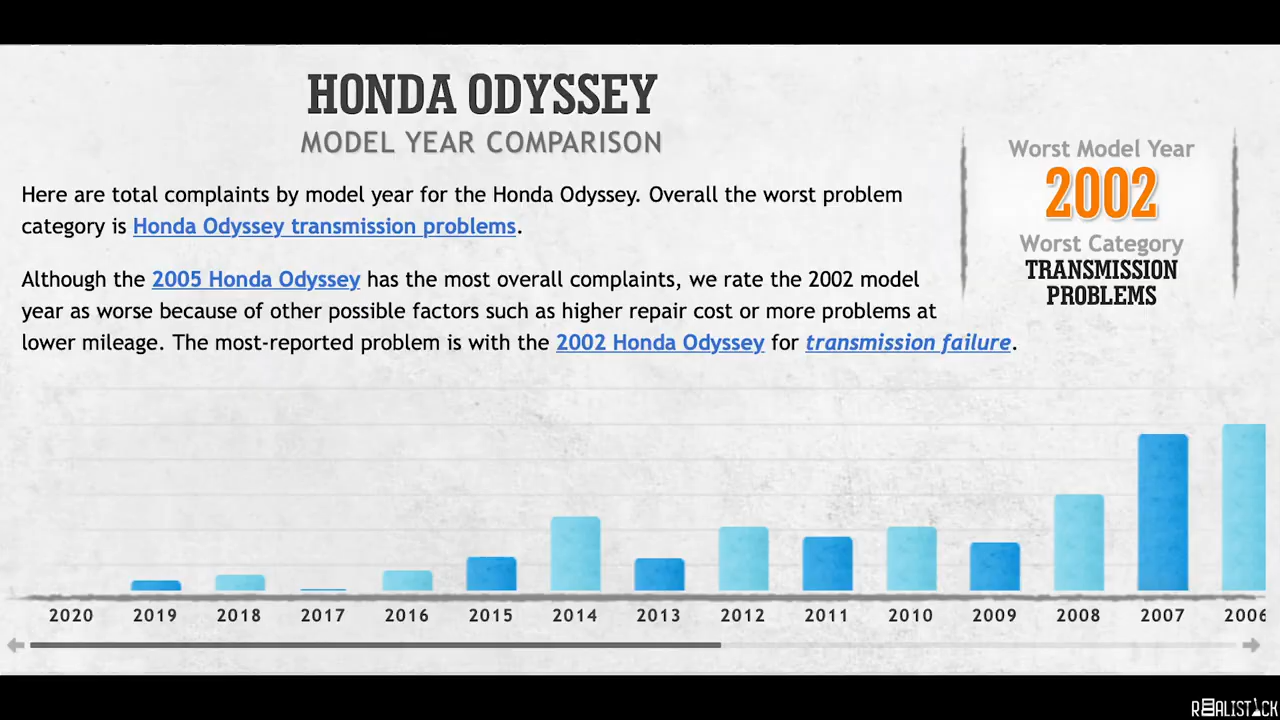 HONDA ODYSSEY
MODEL YEAR COMPARISON
Here are total complaints by model year for the Honda Odyssey. Overall the worst problem
category is Honda Odyssey transmission problems.
Although the 2005 Honda Odyssey has the most overall complaints, we rate the 2002 model
year as worse because of other possible factors such as higher repair cost or more problems at
lower mileage. The most-reported problem is with the 2002 Honda Odyssey for transmission failure.
Worst Model Year
2002
Worst Category
TRANSMISSION
PROBLEMS
2020 2019 2018 2017 2016 2015 2014 2013 2012 2011 2010 2009 2008 2007 2006
REALISTICK